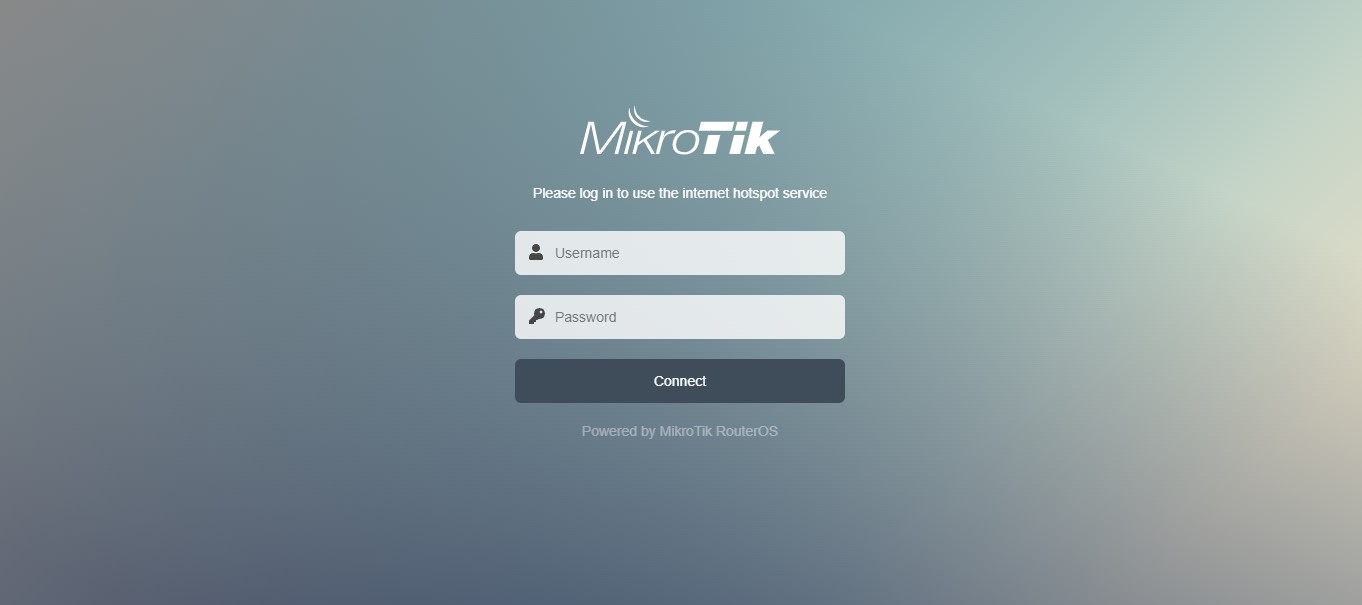 MikroTik
Please log in to use the internet hotspot service
Username
Password
Connect
Powered by MikroTik RouterOS